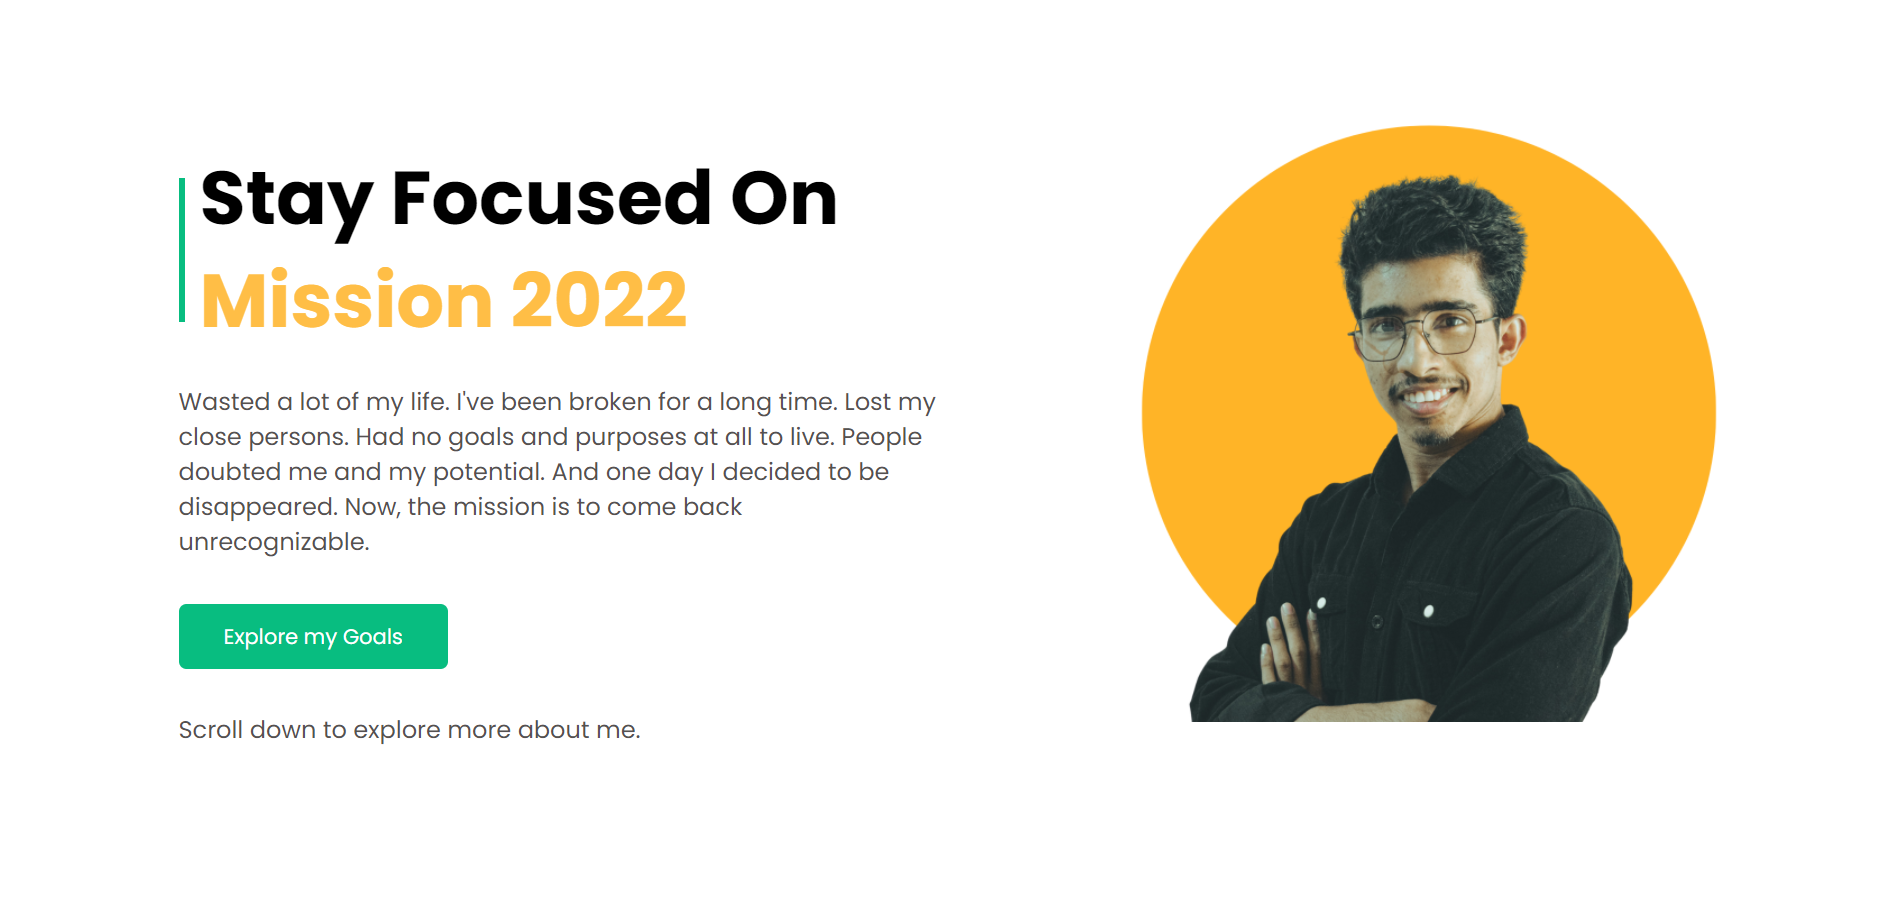 Stay Focused On
Mission 2022
Wasted a lot of my life. I've been broken for a long time. Lost my
close persons. Had no goals and purposes at all to live. People
doubted me and my potential. And one day I decided to be
disappeared. Now, the mission is to come back
unrecognizable.
Explore my Goals
Scroll down to explore more about me.